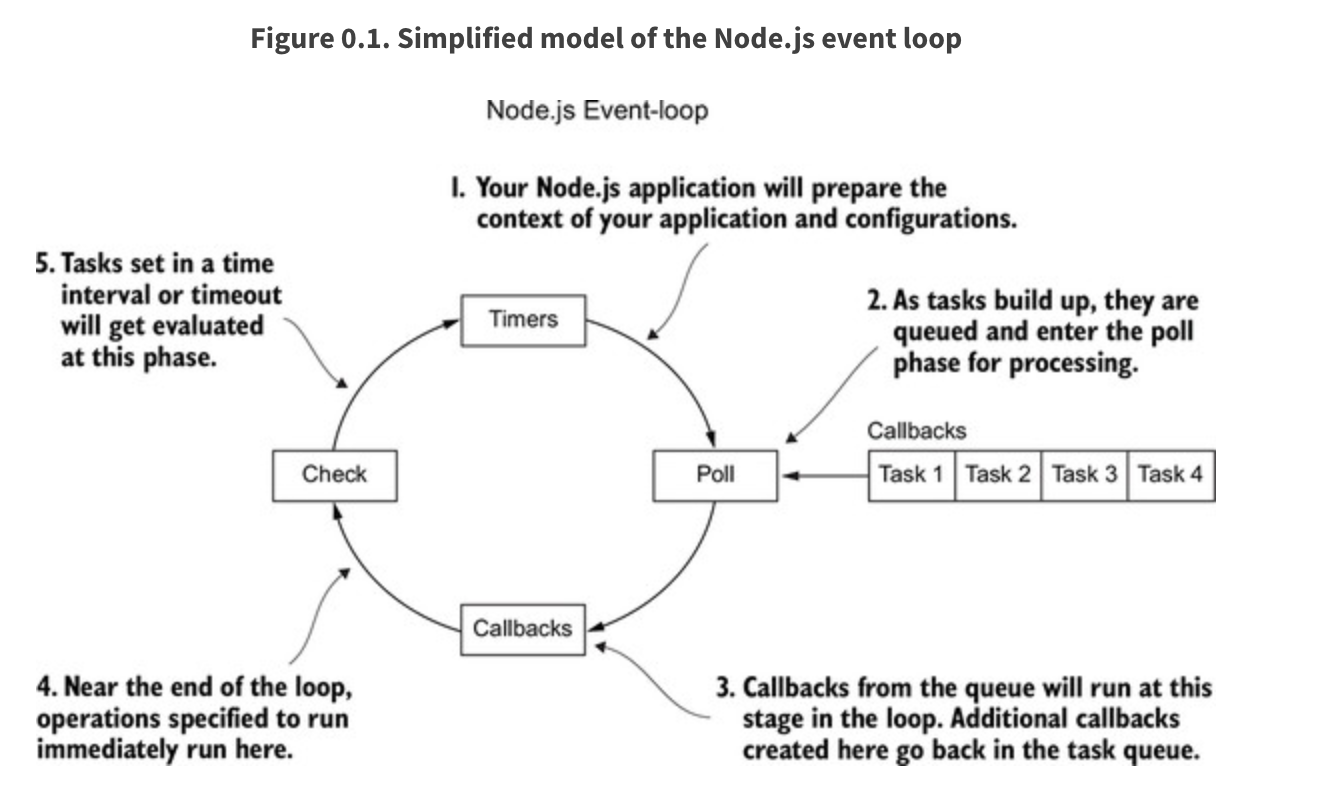 Figure 0.1. Simplified model of the Node.js event loop
Node.js Event-loop
1. Your Node.js application will prepare the
context of your application and configurations.
5. Tasks set in a time
interval or timeout
will get evaluated
at this phase.
2. As tasks build up, they are
queued and enter the poll
phase for processing.
Timers
Callbacks
Check
Poll
Task 1
Task 2
Task 3
Task 4
Callbacks
4. Near the end of the loop,
operations specified to run
immediately run here.
3. Callbacks from the queue will run at this
stage in the loop. Additional callbacks
created here go back in the task queue.